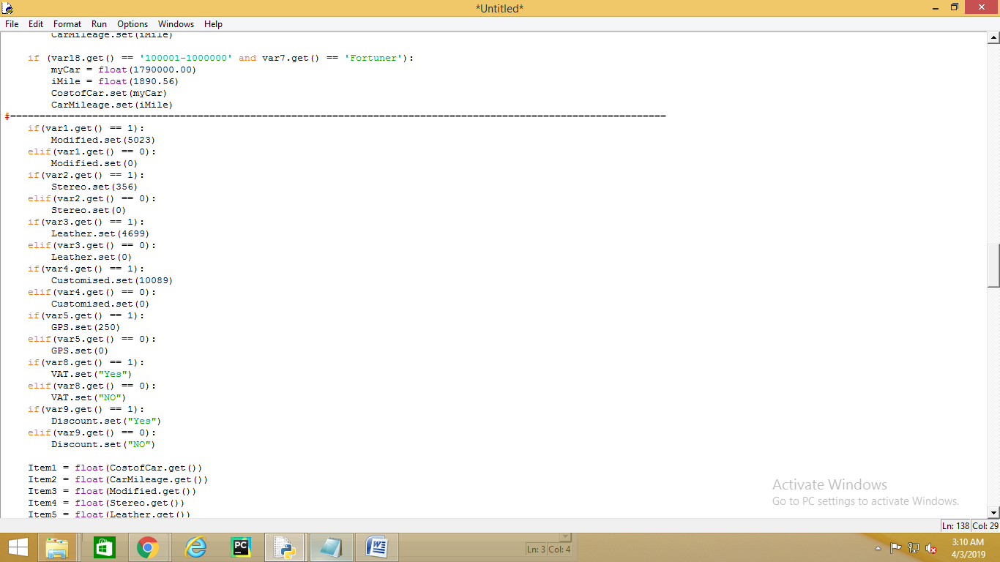 *Untitled*
File Edit Format Run Options Windows Help
CarMileage.set(iMile)
if (var18.get() == '100001-1000000' and var7.get() == 'Fortuner'):
myCar = float(1790000.00)
iMile = float(1890.56)
CostofCar.set(myCar)
CarMileage.set(iMile)
#================================================================================================================
if(var1.get() == 1):
Modified.set(5023)
elif(var1.get() == 0):
Modified.set(0)
if(var2.get() == 1):
Stereo.set(356)
elif(var2.get() == 0):
Stereo.set(0)
if(var3.get() == 1):
Leather.set(4699)
elif(var3.get() == 0):
Leather.set(0)
if(var4.get() == 1):
Customised.set(10089)
elif(var4.get() == 0):
Customised.set(0)
if(var5.get() == 1):
GPS.set(250)
elif(var5.get() == 0):
GPS.set(0)
if(var8.get() == 1):
VAT.set("Yes")
elif(var8.get() == 0):
VAT.set("NO")
if(var9.get() == 1):
Discount.set("Yes")
elif(var9.get() == 0):
Discount.set("NO")
Item1 = float(CostofCar.get())
Item2 = float(CarMileage.get())
Item3 = float(Modified.get())
Item4 = float(Stereo.get())
Item5 = float(Leather.get())
Activate Windows
Go to PC settings to activate Windows.
Ln: 138 Col: 29
PC
Ln: 3 Col: 4
3:10 AM
4/3/2019